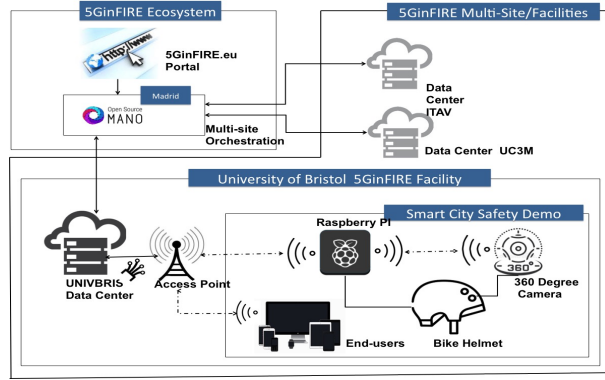 5GinFIRE Ecosystem
5GinFIRE Multi-Site/Facilities
http://www
5GinFIRE.eu
Portal
Madrid
Open Source
MANO
Multi-site
Orchestration
Data
Center
ITAV
Data Center UC3M
University of Bristol 5GinFIRE Facility
Smart City Safety Demo
Raspberry PI
UNIVBRIS
Data Center
Access Point
360°
360 Degree
Camera
End-users
Bike Helmet